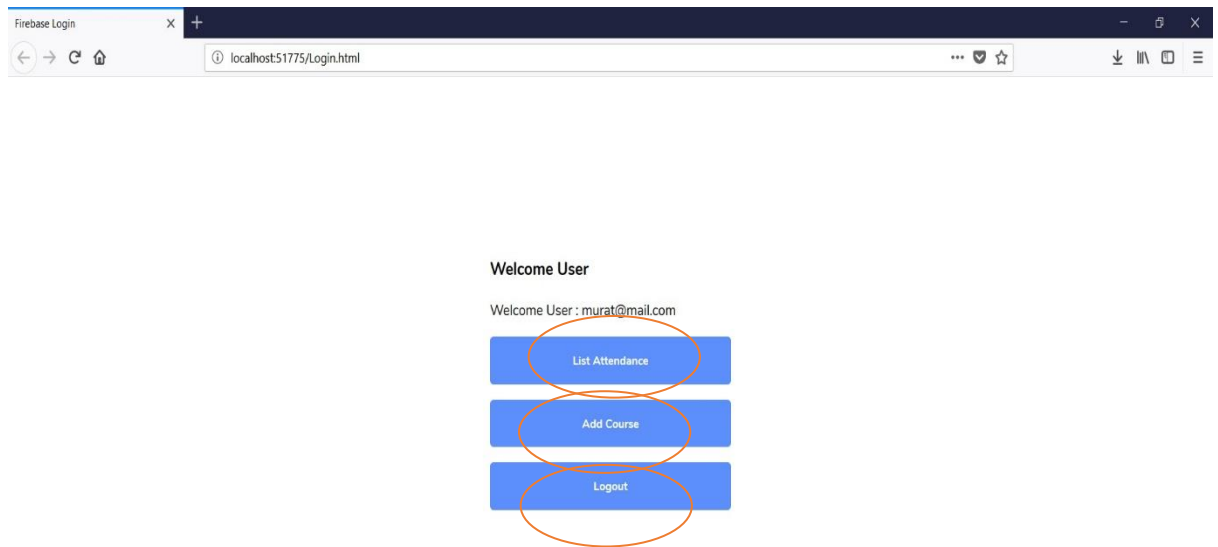 Firebase Login
localhost:51775/Login.html
Welcome User
Welcome User : murat@mail.com
List Attendance
Add Course
Logout